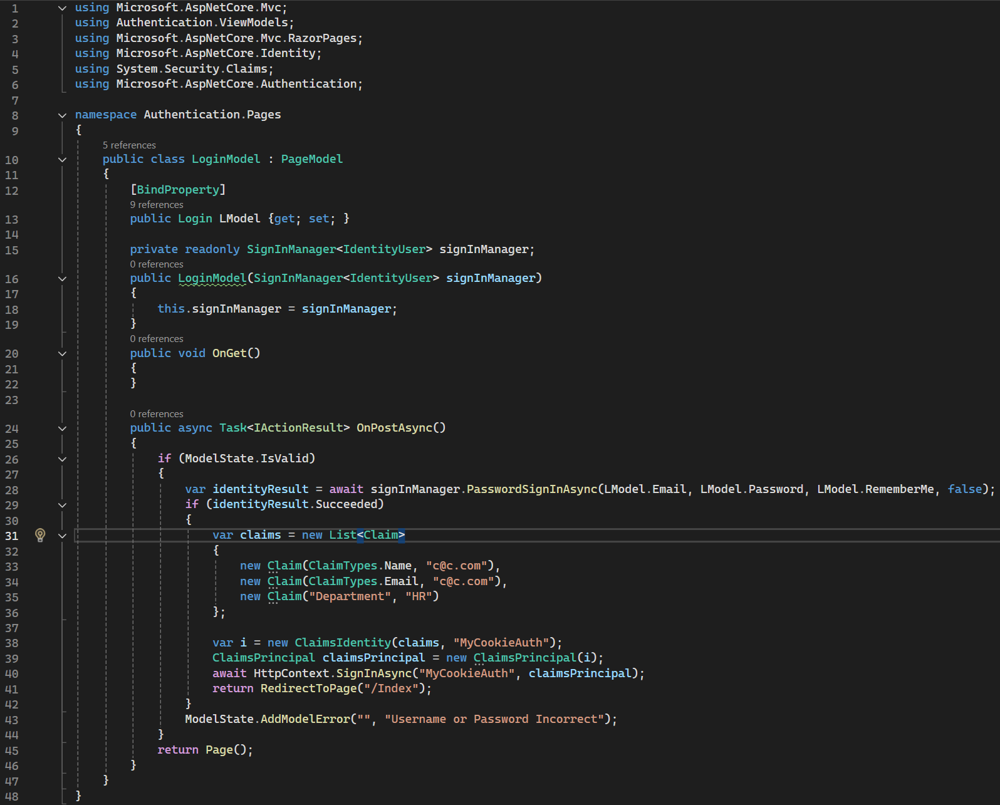 1 using Microsoft.AspNetCore.Mvc;
2 using Authentication.ViewModels;
3 using Microsoft.AspNetCore.Mvc.RazorPages;
4 using Microsoft.AspNetCore.Identity;
5 using System.Security.Claims;
6 using Microsoft.AspNetCore.Authentication;
7
8 namespace Authentication.Pages
9 {
5 references
10 public class LoginModel : PageModel
11 {
12 [BindProperty]
9 references
13 public Login LModel {get; set; }
14
15 private readonly SignInManager<IdentityUser> signInManager;
0 references
16 public LoginModel(SignInManager<IdentityUser> signInManager)
17 {
18 this.signInManager = signInManager;
19 }
0 references
20 public void OnGet()
21 {
22 }
23
0 references
24 public async Task<IActionResult> OnPostAsync()
25 {
26 if (ModelState.IsValid)
27 {
28 var identityResult = await signInManager.PasswordSignInAsync(LModel.Email, LModel.Password, LModel.RememberMe, false);
29 if (identityResult.Succeeded)
30 {
31 var claims = new List<Claim>
32 {
33 new Claim(ClaimTypes.Name, "c@c.com"),
34 new Claim(ClaimTypes.Email, "c@c.com"),
35 new Claim("Department", "HR")
36 };
37
38 var i = new ClaimsIdentity(claims, "MyCookieAuth");
39 ClaimsPrincipal claimsPrincipal = new ClaimsPrincipal(i);
40 await HttpContext.SignInAsync("MyCookieAuth", claimsPrincipal);
41 return RedirectToPage("/Index");
42 }
43 ModelState.AddModelError("", "Username or Password Incorrect");
44 }
45 return Page();
46 }
47 }
48 }